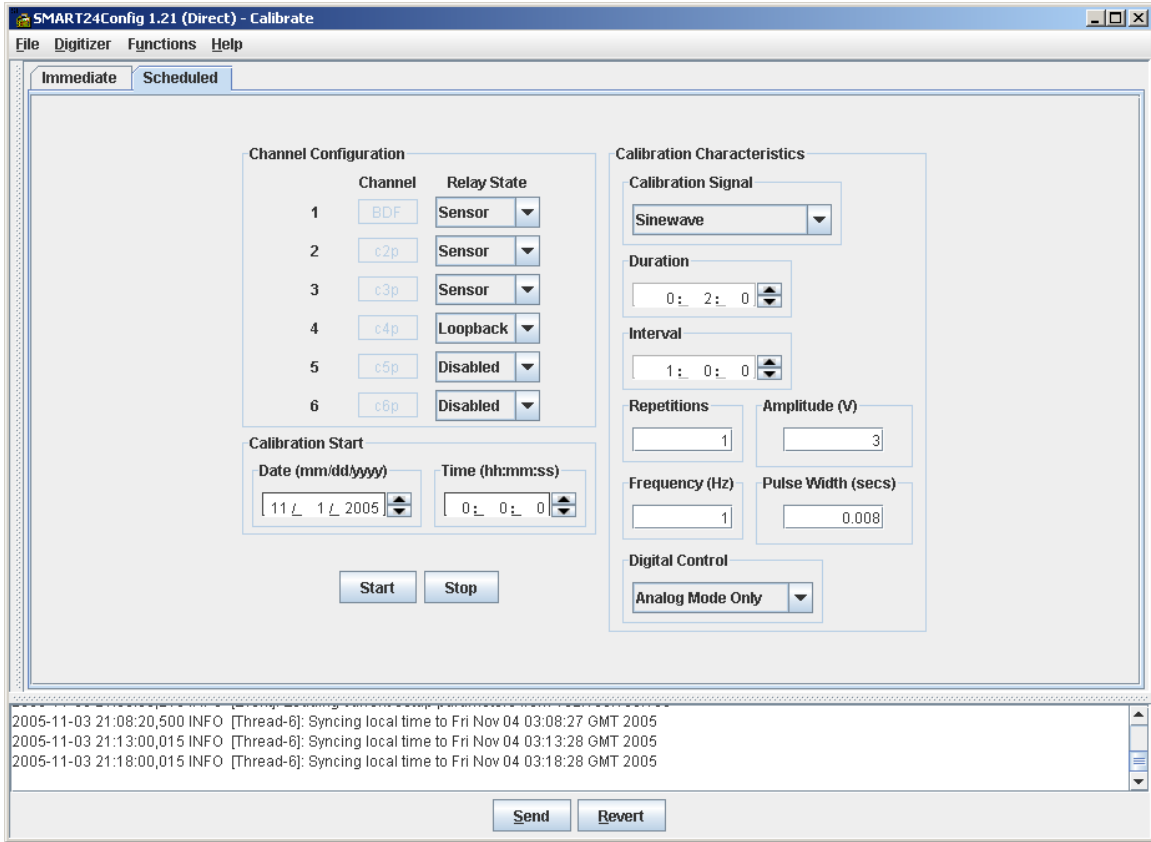 SMART24Config 1.21 (Direct) - Calibrate
File Digitizer Functions Help
Immediate Scheduled
Channel Configuration
Channel Relay State
1 BDF Sensor
2 c2p Sensor
3 c3p Sensor
4 c4p Loopback
5 c5p Disabled
6 c6p Disabled
Calibration Start
Date (mm/dd/yyyy) Time (hh:mm:ss)
11/ 1/ 2005 0: 0: 0
Start Stop
Calibration Characteristics
Calibration Signal
Sinewave
Duration
0: 2: 0
Interval
1: 0: 0
Repetitions Amplitude (V)
1 3
Frequency (Hz) Pulse Width (secs)
1 0.008
Digital Control
Analog Mode Only
2005-11-03 21:08:20,500 INFO [Thread-6]: Syncing local time to Fri Nov 04 03:08:27 GMT 2005
2005-11-03 21:13:00,015 INFO [Thread-6]: Syncing local time to Fri Nov 04 03:13:28 GMT 2005
2005-11-03 21:18:00,015 INFO [Thread-6]: Syncing local time to Fri Nov 04 03:18:28 GMT 2005
Send Revert